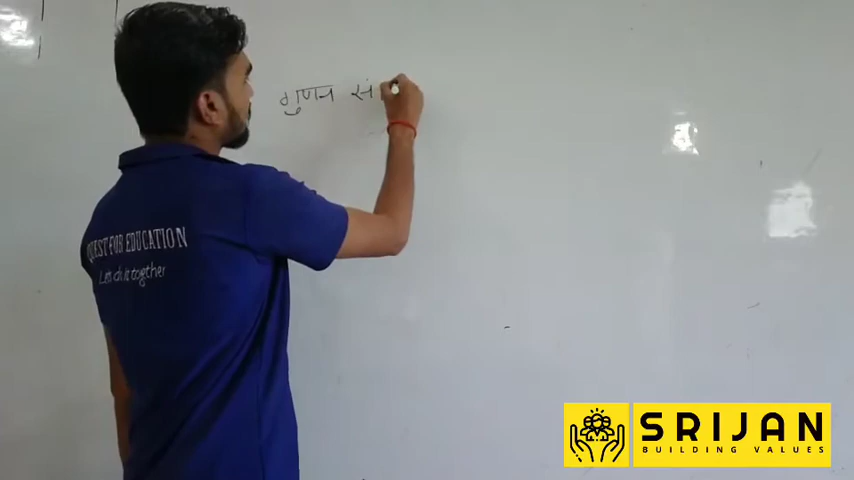 गुणन सं
QUEST FOR EDUCATION
Let's do it together
SRIJAN
BUILDING VALUES